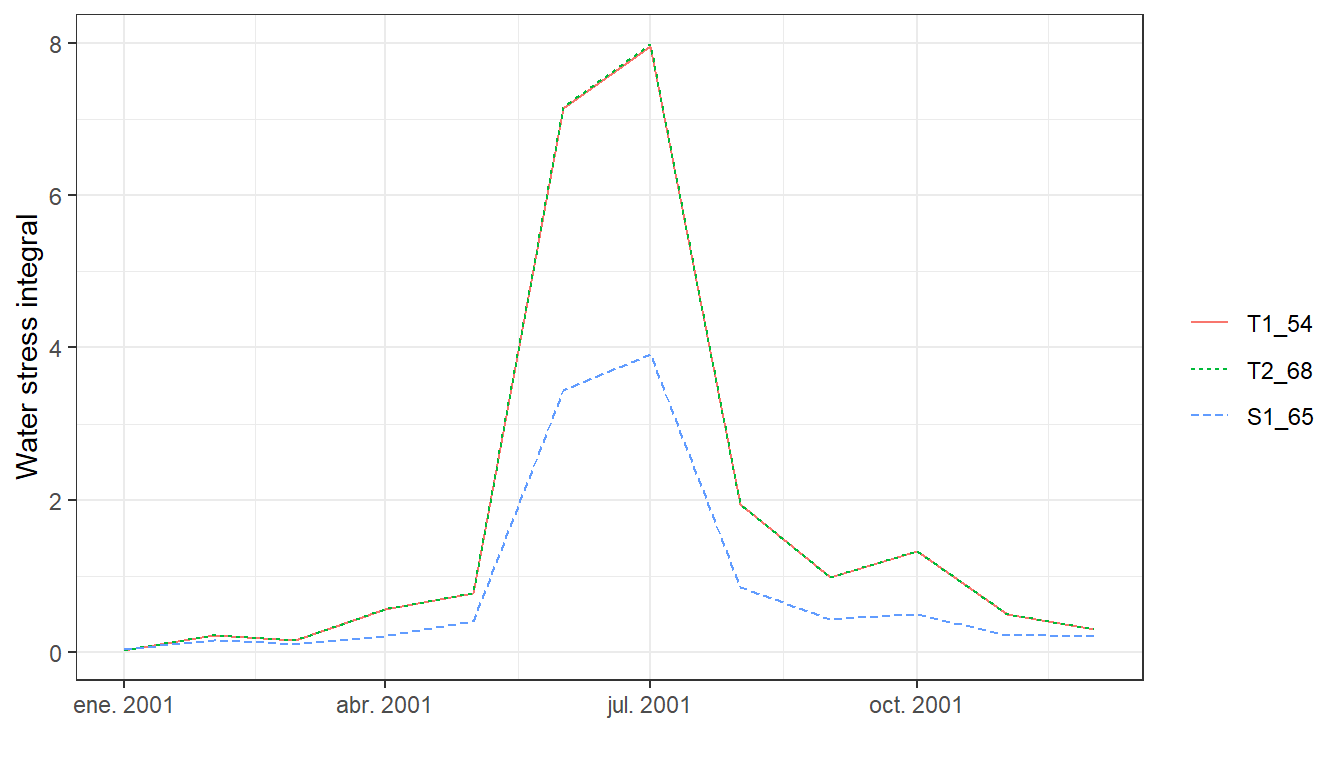 Water stress integral
8
6
4
2
0
ene. 2001
abr. 2001
jul. 2001
oct. 2001
T1_54
T2_68
S1_65